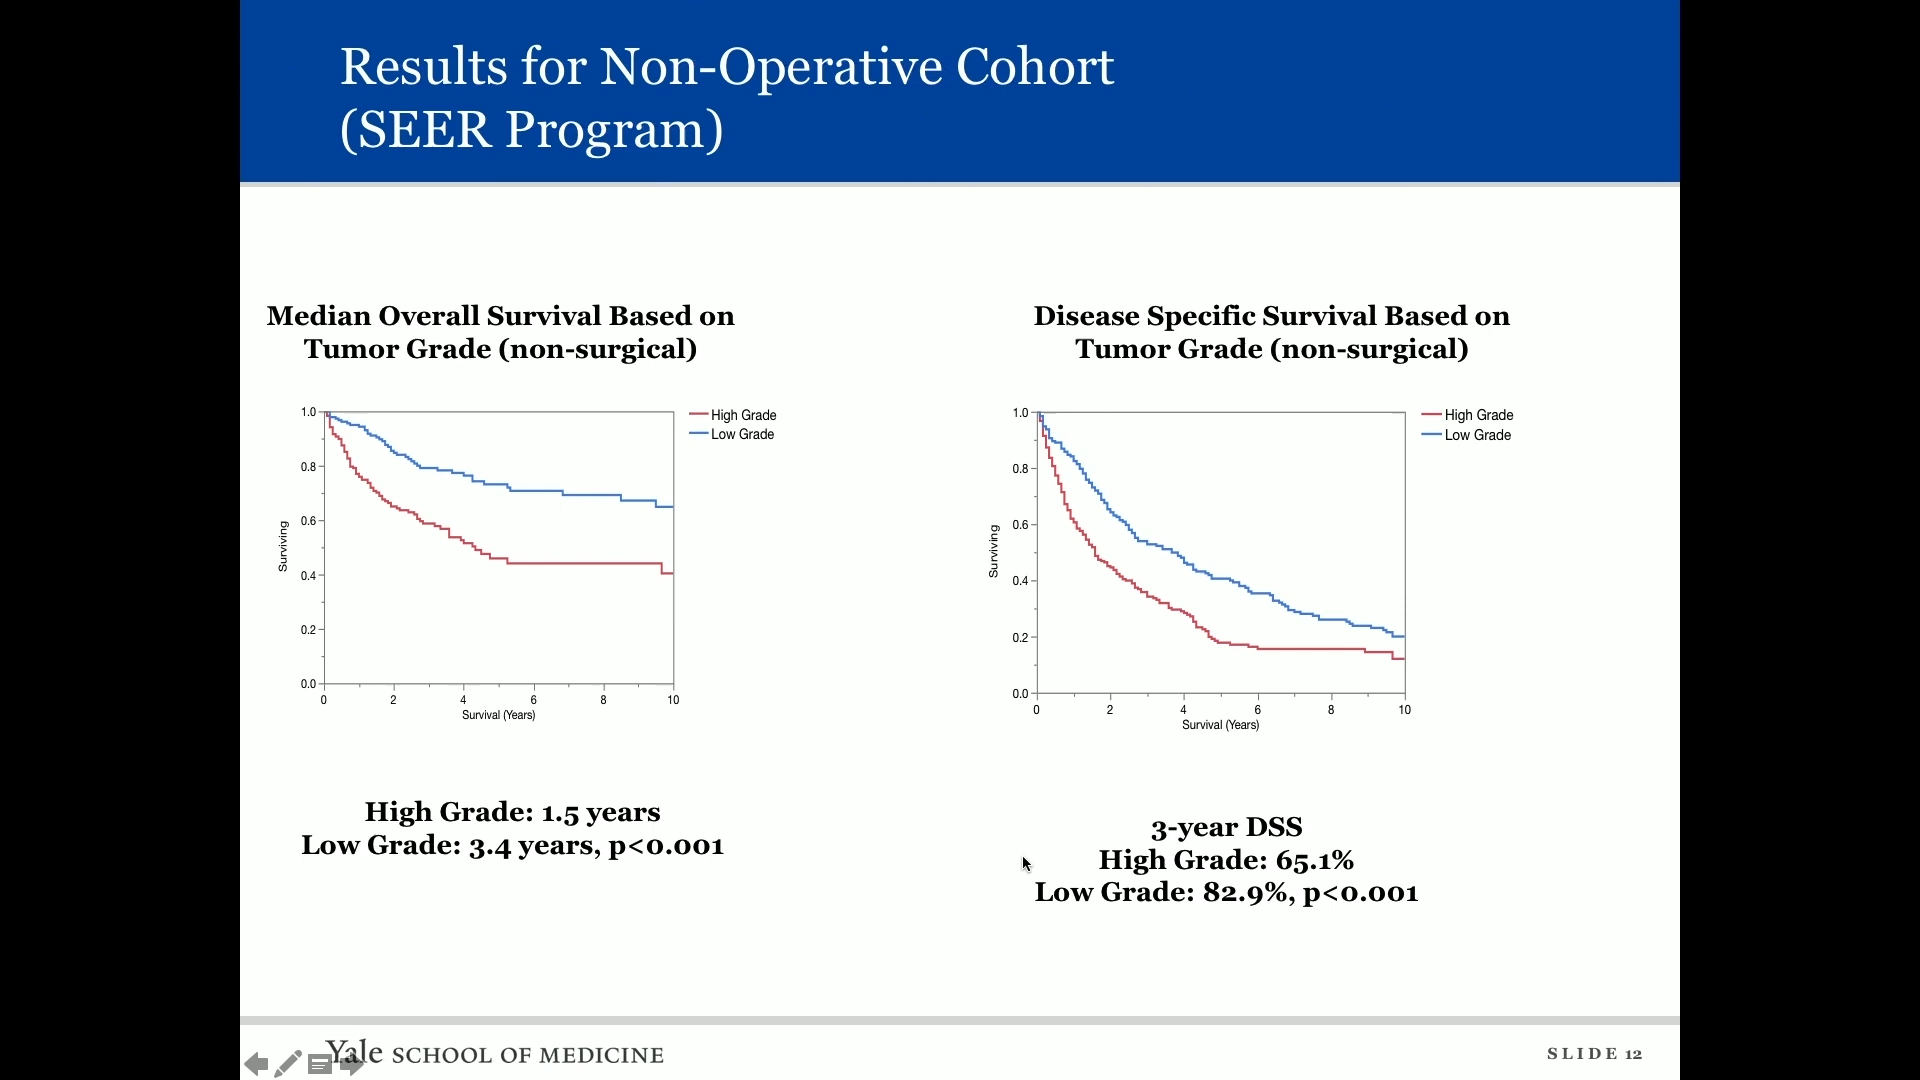 Results for Non-Operative Cohort
(SEER Program)
Median Overall Survival Based on
Tumor Grade (non-surgical)
1.0
0.8
0.6
0.4
0.2
0.0
Surviving
0 2 4 6 8 10
Survival (Years)
High Grade
Low Grade
High Grade: 1.5 years
Low Grade: 3.4 years, p<0.001
Disease Specific Survival Based on
Tumor Grade (non-surgical)
1.0
0.8
0.6
0.4
0.2
0.0
Surviving
0 2 4 6 8 10
Survival (Years)
High Grade
Low Grade
3-year DSS
High Grade: 65.1%
Low Grade: 82.9%, p<0.001
Yale SCHOOL OF MEDICINE
SLIDE 12